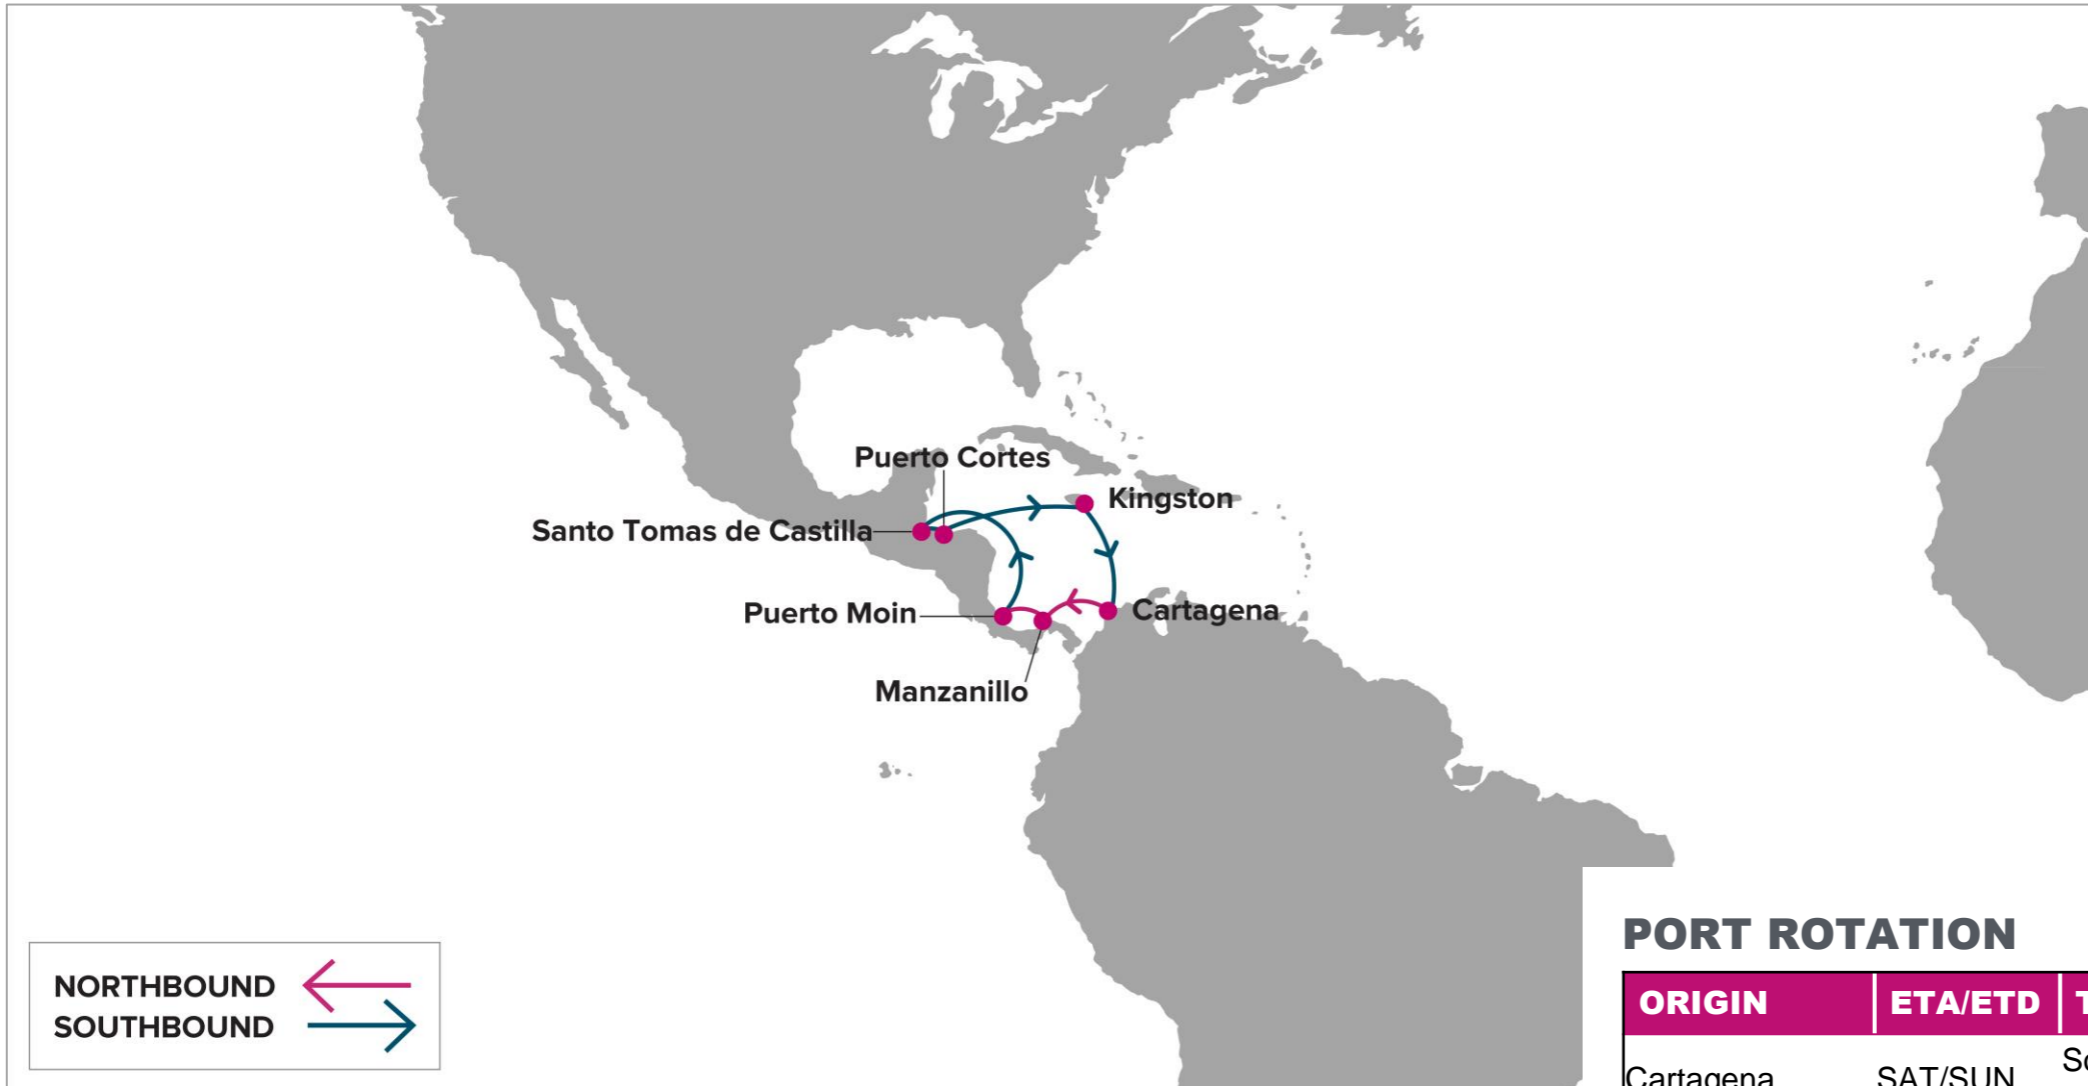 Puerto Cortes
Kingston
Santo Tomas de Castilla
Puerto Moin
Cartagena
Manzanillo
NORTHBOUND
SOUTHBOUND
PORT ROTATION
ORIGIN ETA/ETD
Cartagena SAT/SUN